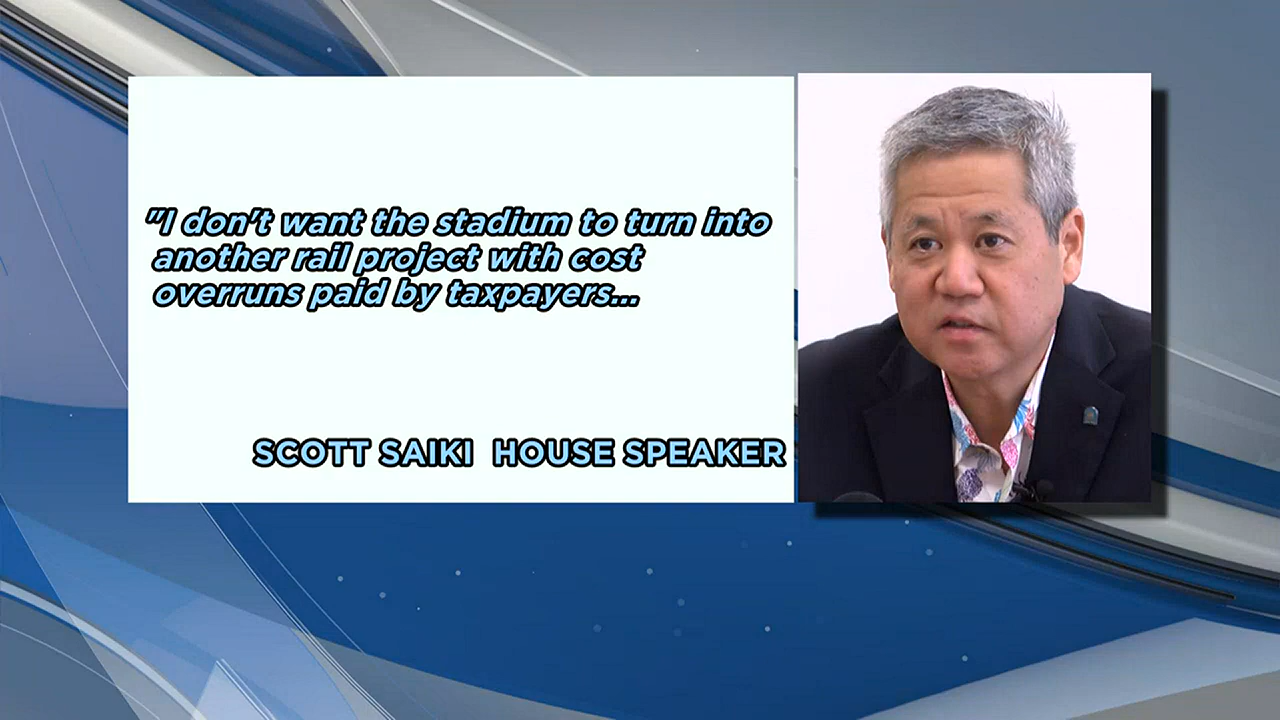 "I don't want the stadium to turn into
another rail project with cost
overruns paid by taxpayers...
SCOTT SAIKI HOUSE SPEAKER